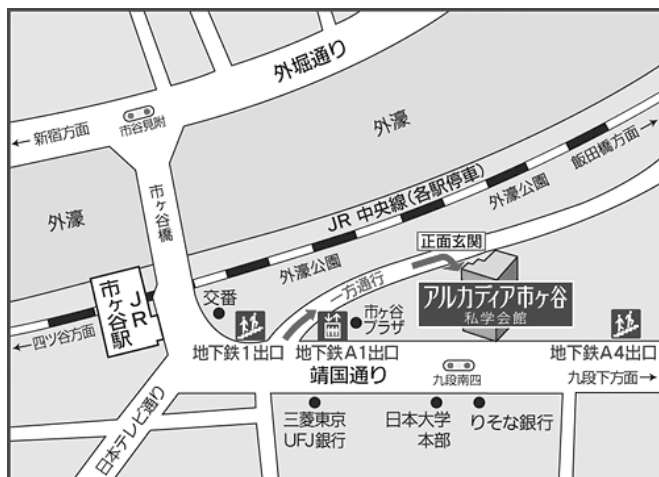 外堀通り
←新宿方面
市谷見附
外濠
飯田橋方面→
市ヶ谷橋
外濠
JR 中央線(各駅停車)
外濠公園
正面玄関
外濠公園
一方通行
アルカディア市ヶ谷
私学会館
JR
市ヶ谷駅
交番
市ヶ谷
プラザ
←四ツ谷方面
地下鉄1出口
地下鉄A1出口
地下鉄A4出口
靖国通り
九段南四
九段下方面→
日本テレビ通り
三菱東京
UFJ銀行
日本大学
本部
りそな銀行